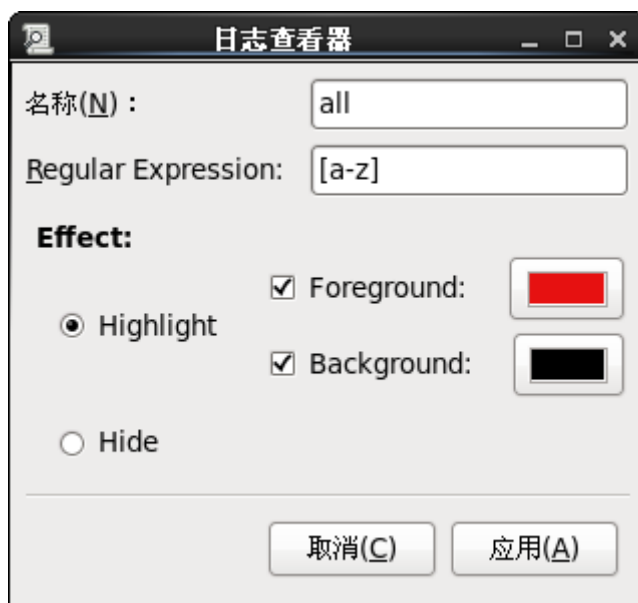 日志查看器
名称(N)： all
Regular Expression: [a-z]
Effect:
Foreground:
Highlight
Background:
Hide
取消(C) 应用(A)